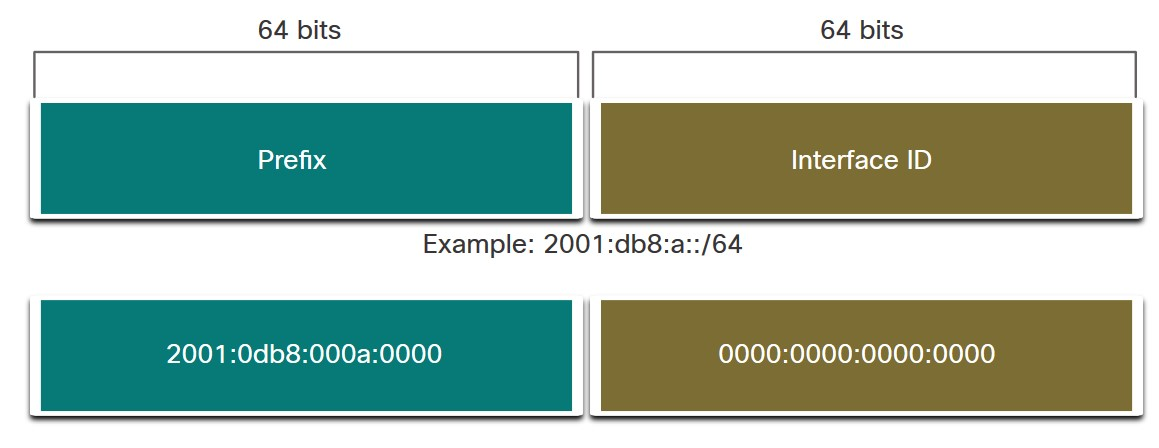 64 bits 64 bits
Prefix Interface ID
Example: 2001:db8:a::/64
2001:0db8:000a:0000 0000:0000:0000:0000